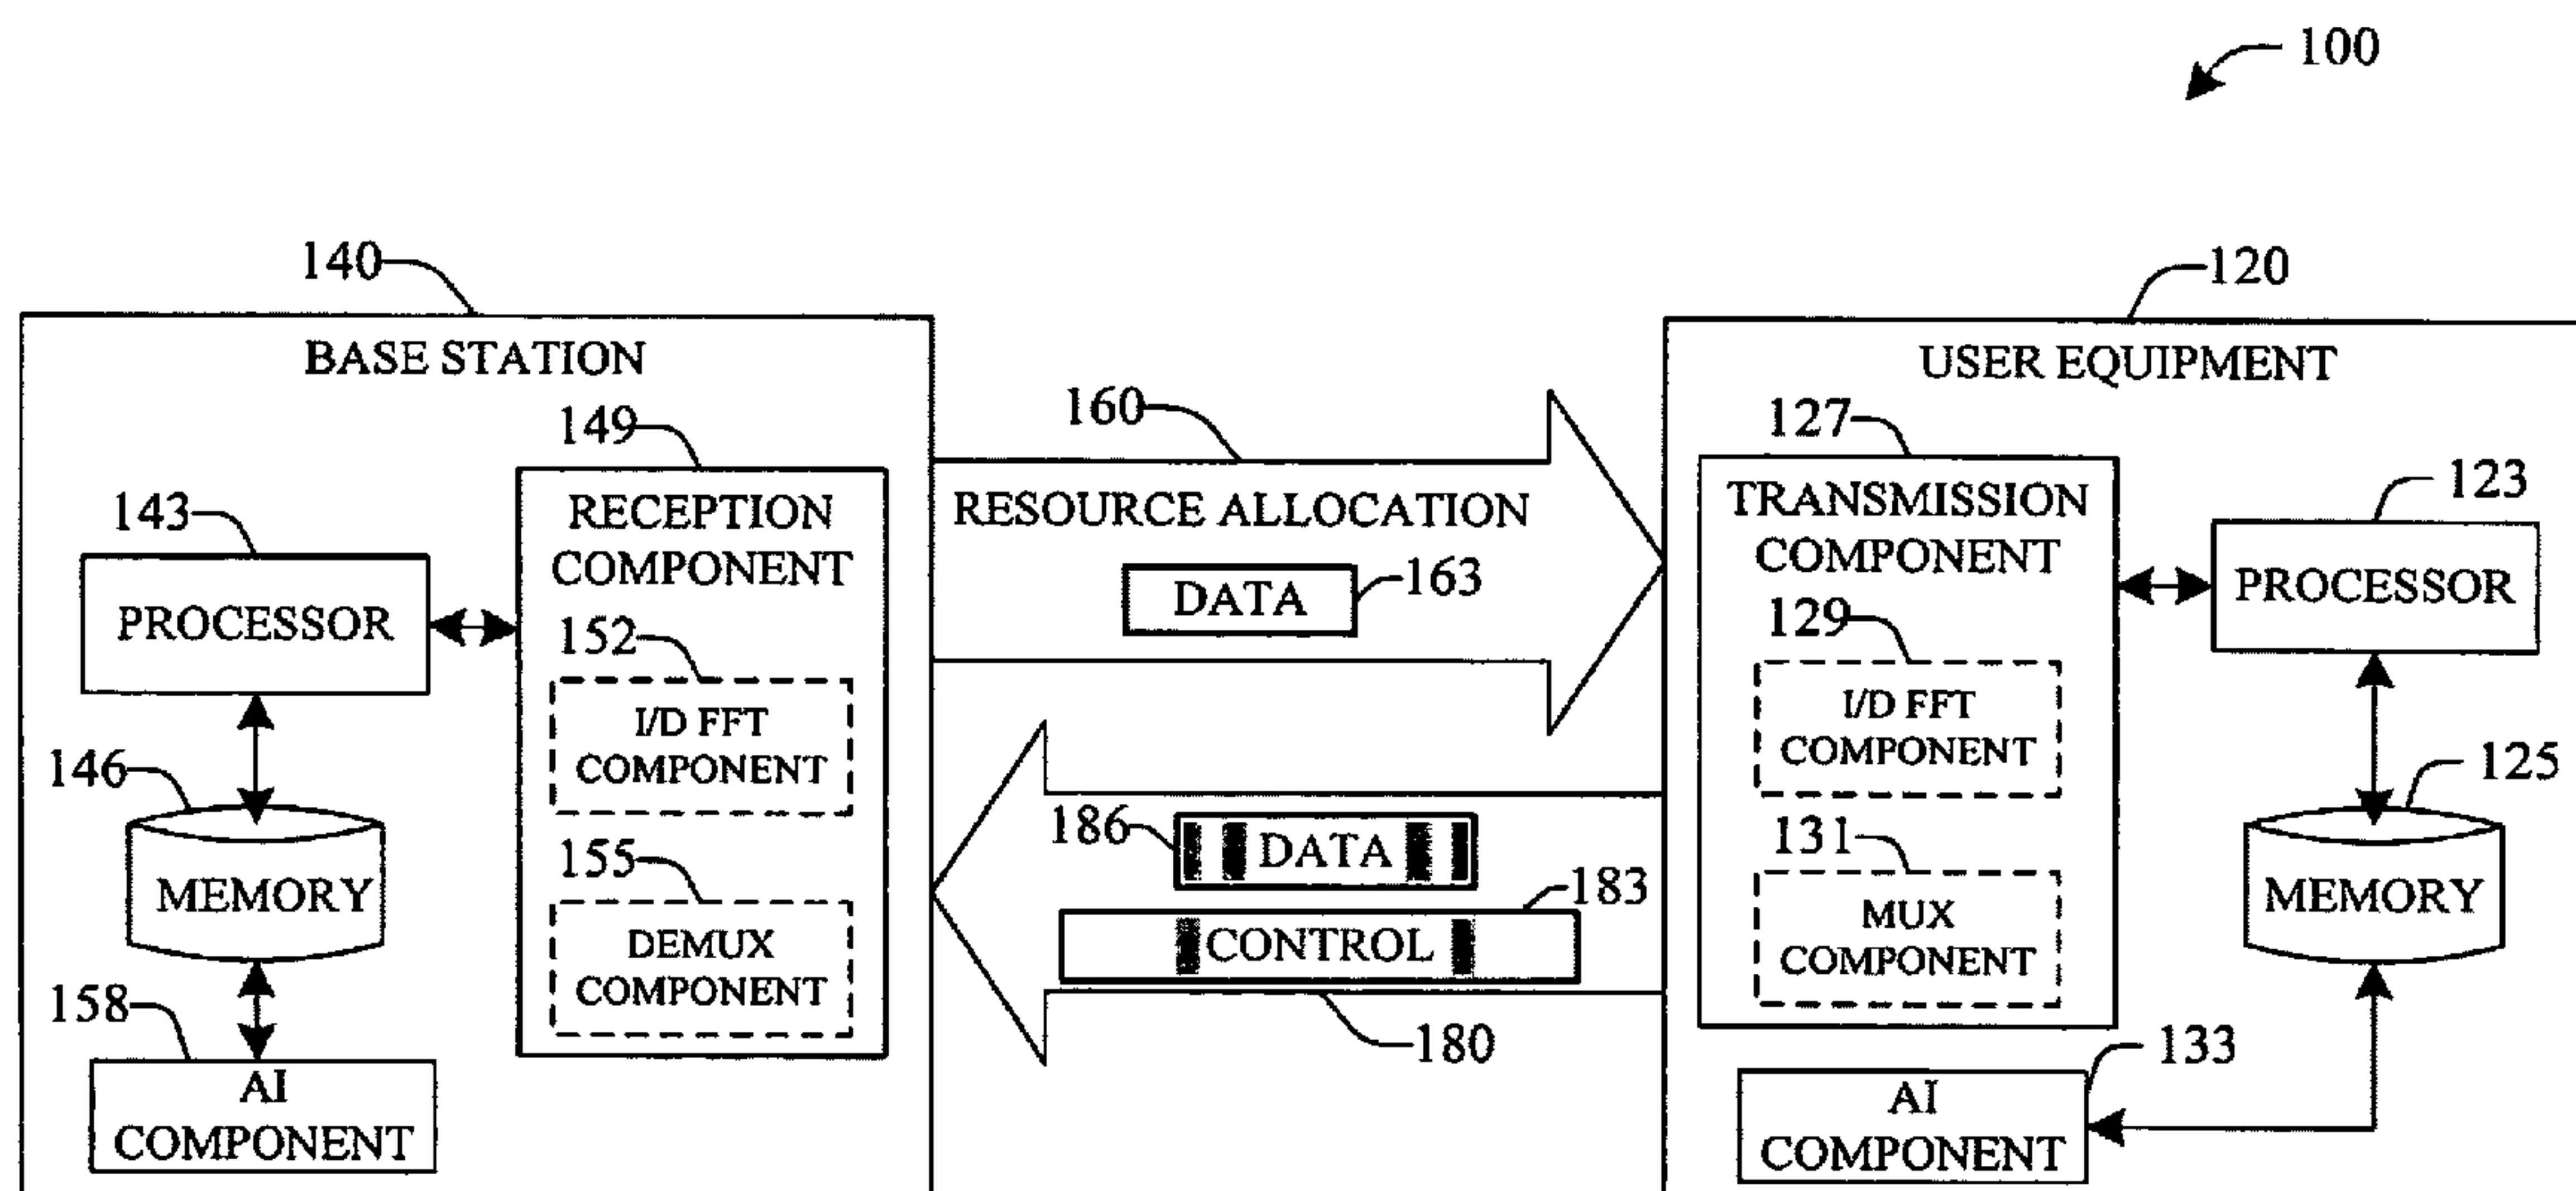 100
140
BASE STATION
149
143
RECEPTION
COMPONENT
PROCESSOR
152
I/D FFT
COMPONENT
146
MEMORY
155
DEMUX
COMPONENT
158
AI
COMPONENT
160
RESOURCE ALLOCATION
DATA
163
186
DATA
183
CONTROL
180
120
USER EQUIPMENT
127
TRANSMISSION
COMPONENT
123
PROCESSOR
129
I/D FFT
COMPONENT
125
131
MUX
COMPONENT
MEMORY
133
AI
COMPONENT